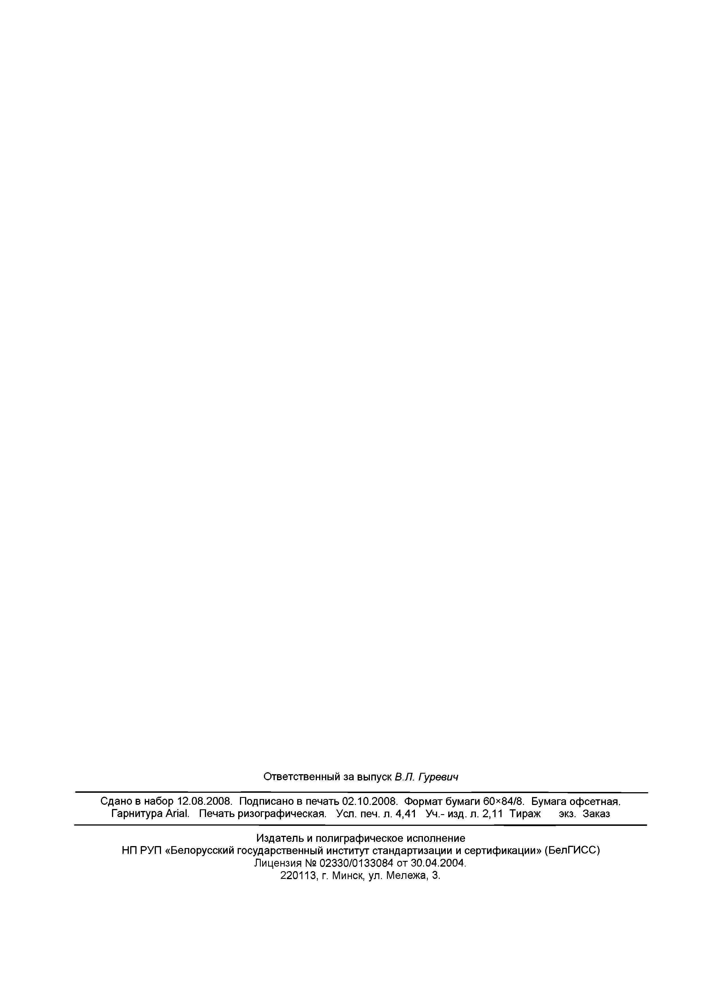 Ответственный за выпуск В.Л. Гуревич
Сдано в набор 12.08.2008. Подписано в печать 02.10.2008. Формат бумаги 60×84/8. Бумага офсетная.
Гарнитура Arial. Печать ризографическая. Усл. печ. л. 4,41 Уч.- изд. л. 2,11 Тираж экз. Заказ
Издатель и полиграфическое исполнение
НП РУП «Белорусский государственный институт стандартизации и сертификации» (БелГИСС)
Лицензия № 02330/0133084 от 30.04.2004.
220113, г. Минск, ул. Мележа, 3.